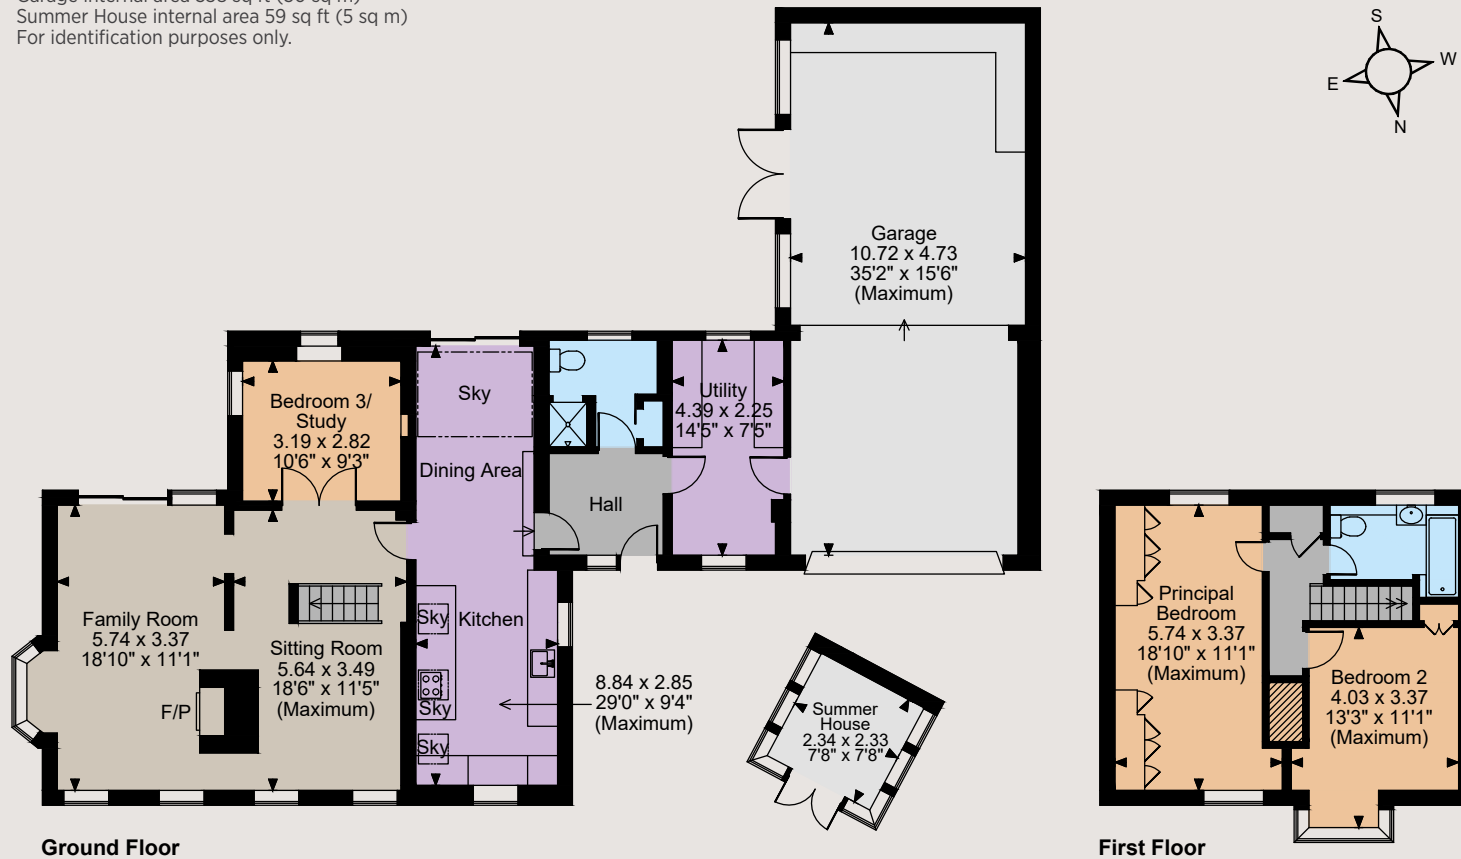 Summer House internal area 59 sq ft (5 sq m)
For identification purposes only.
S
W
E
N
Garage
10.72 x 4.73
35'2" x 15'6"
(Maximum)
Sky
Utility
4.39 x 2.25
14'5" x 7'5"
Bedroom 3/
Study
3.19 x 2.82
10'6" x 9'3"
Dining Area
Hall
Family Room
5.74 x 3.37
18'10" x 11'1"
Sitting Room
5.64 x 3.49
18'6" x 11'5"
(Maximum)
F/P
Sky
Kitchen
Sky
Sky
8.84 x 2.85
29'0" x 9'4"
(Maximum)
Summer
House
2.34 x 2.33
7'8" x 7'8"
Principal
Bedroom
5.74 x 3.37
18'10" x 11'1"
(Maximum)
Bedroom 2
4.03 x 3.37
13'3" x 11'1"
(Maximum)
Ground Floor
First Floor